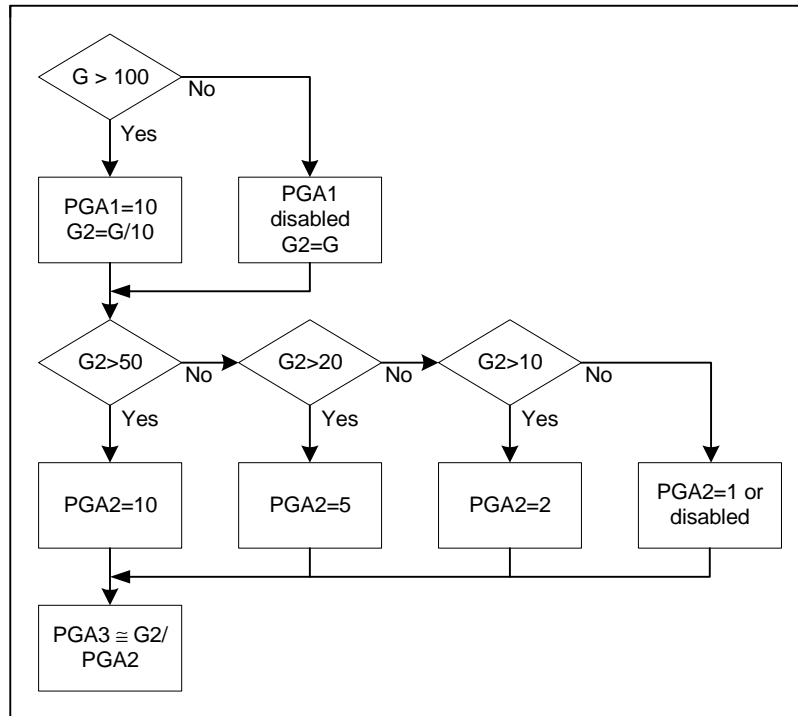 G > 100
No
Yes
PGA1=10
G2=G/10
PGA1
disabled
G2=G
G2>50
No
G2>20
No
G2>10
No
Yes
Yes
Yes
PGA2=10
PGA2=5
PGA2=2
PGA2=1 or
disabled
PGA3 ≅ G2/
PGA2